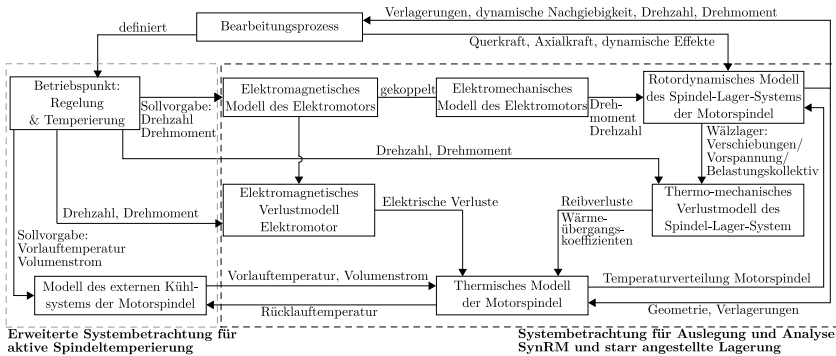 Verlagerungen, dynamische Nachgiebigkeit, Drehzahl, Drehmoment
definiert
Bearbeitungsprozess
Querkraft, Axialkraft, dynamische Effekte
Betriebspunkt:
Regelung
& Temperierung
Sollvorgabe:
Drehzahl
Drehmoment
Elektromagnetisches
Modell des Elektromotors
gekoppelt
Elektromechanisches
Modell des Elektromotors
Dreh-
moment
Drehzahl
Rotordynamisches Modell
des Spindel-Lager-Systems
der Motorspindel
Wälzlager:
Verschiebungen/
Vorspannung/
Belastungskollektiv
Drehzahl, Drehmoment
Drehzahl, Drehmoment
Elektromagnetisches
Verlustmodell
Elektromotor
Elektrische Verluste
Reibverluste
Wärme-
übergangs-
koeffizienten
Thermo-mechanisches
Verlustmodell des
Spindel-Lager-System
Sollvorgabe:
Vorlauftemperatur
Volumenstrom
Modell des externen Kühl-
systems der Motorspindel
Vorlauftemperatur, Volumenstrom
Rücklauftemperatur
Thermisches Modell
der Motorspindel
Temperaturverteilung Motorspindel
Geometrie, Verlagerungen
Erweiterte Systembetrachtung für
aktive Spindeltemperierung
Systembetrachtung für Auslegung und Analyse
SynRM und starr angestellte Lagerung